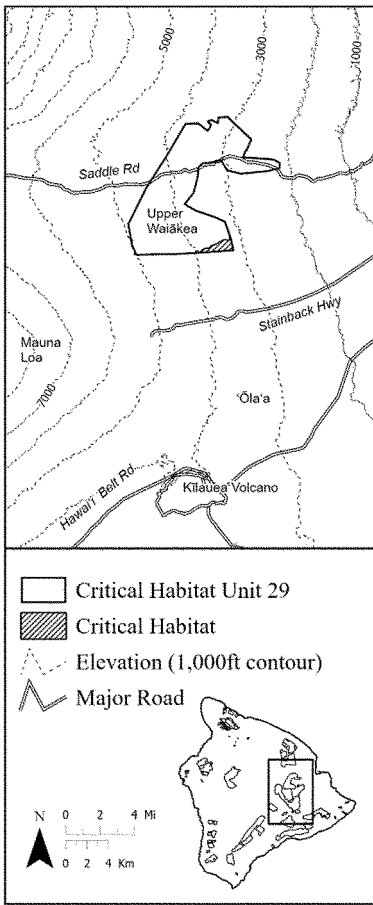 5000
3000
1000
Saddle Rd
Upper
Waiākea
Stainback Hwy
Mauna
Loa
7000
ʻŌlaʻa
Hawaiʻi Belt Rd
Kīlauea Volcano
Critical Habitat Unit 29
Critical Habitat
Elevation (1,000ft contour)
Major Road
N
0 2 4 Mi
0 2 4 Km